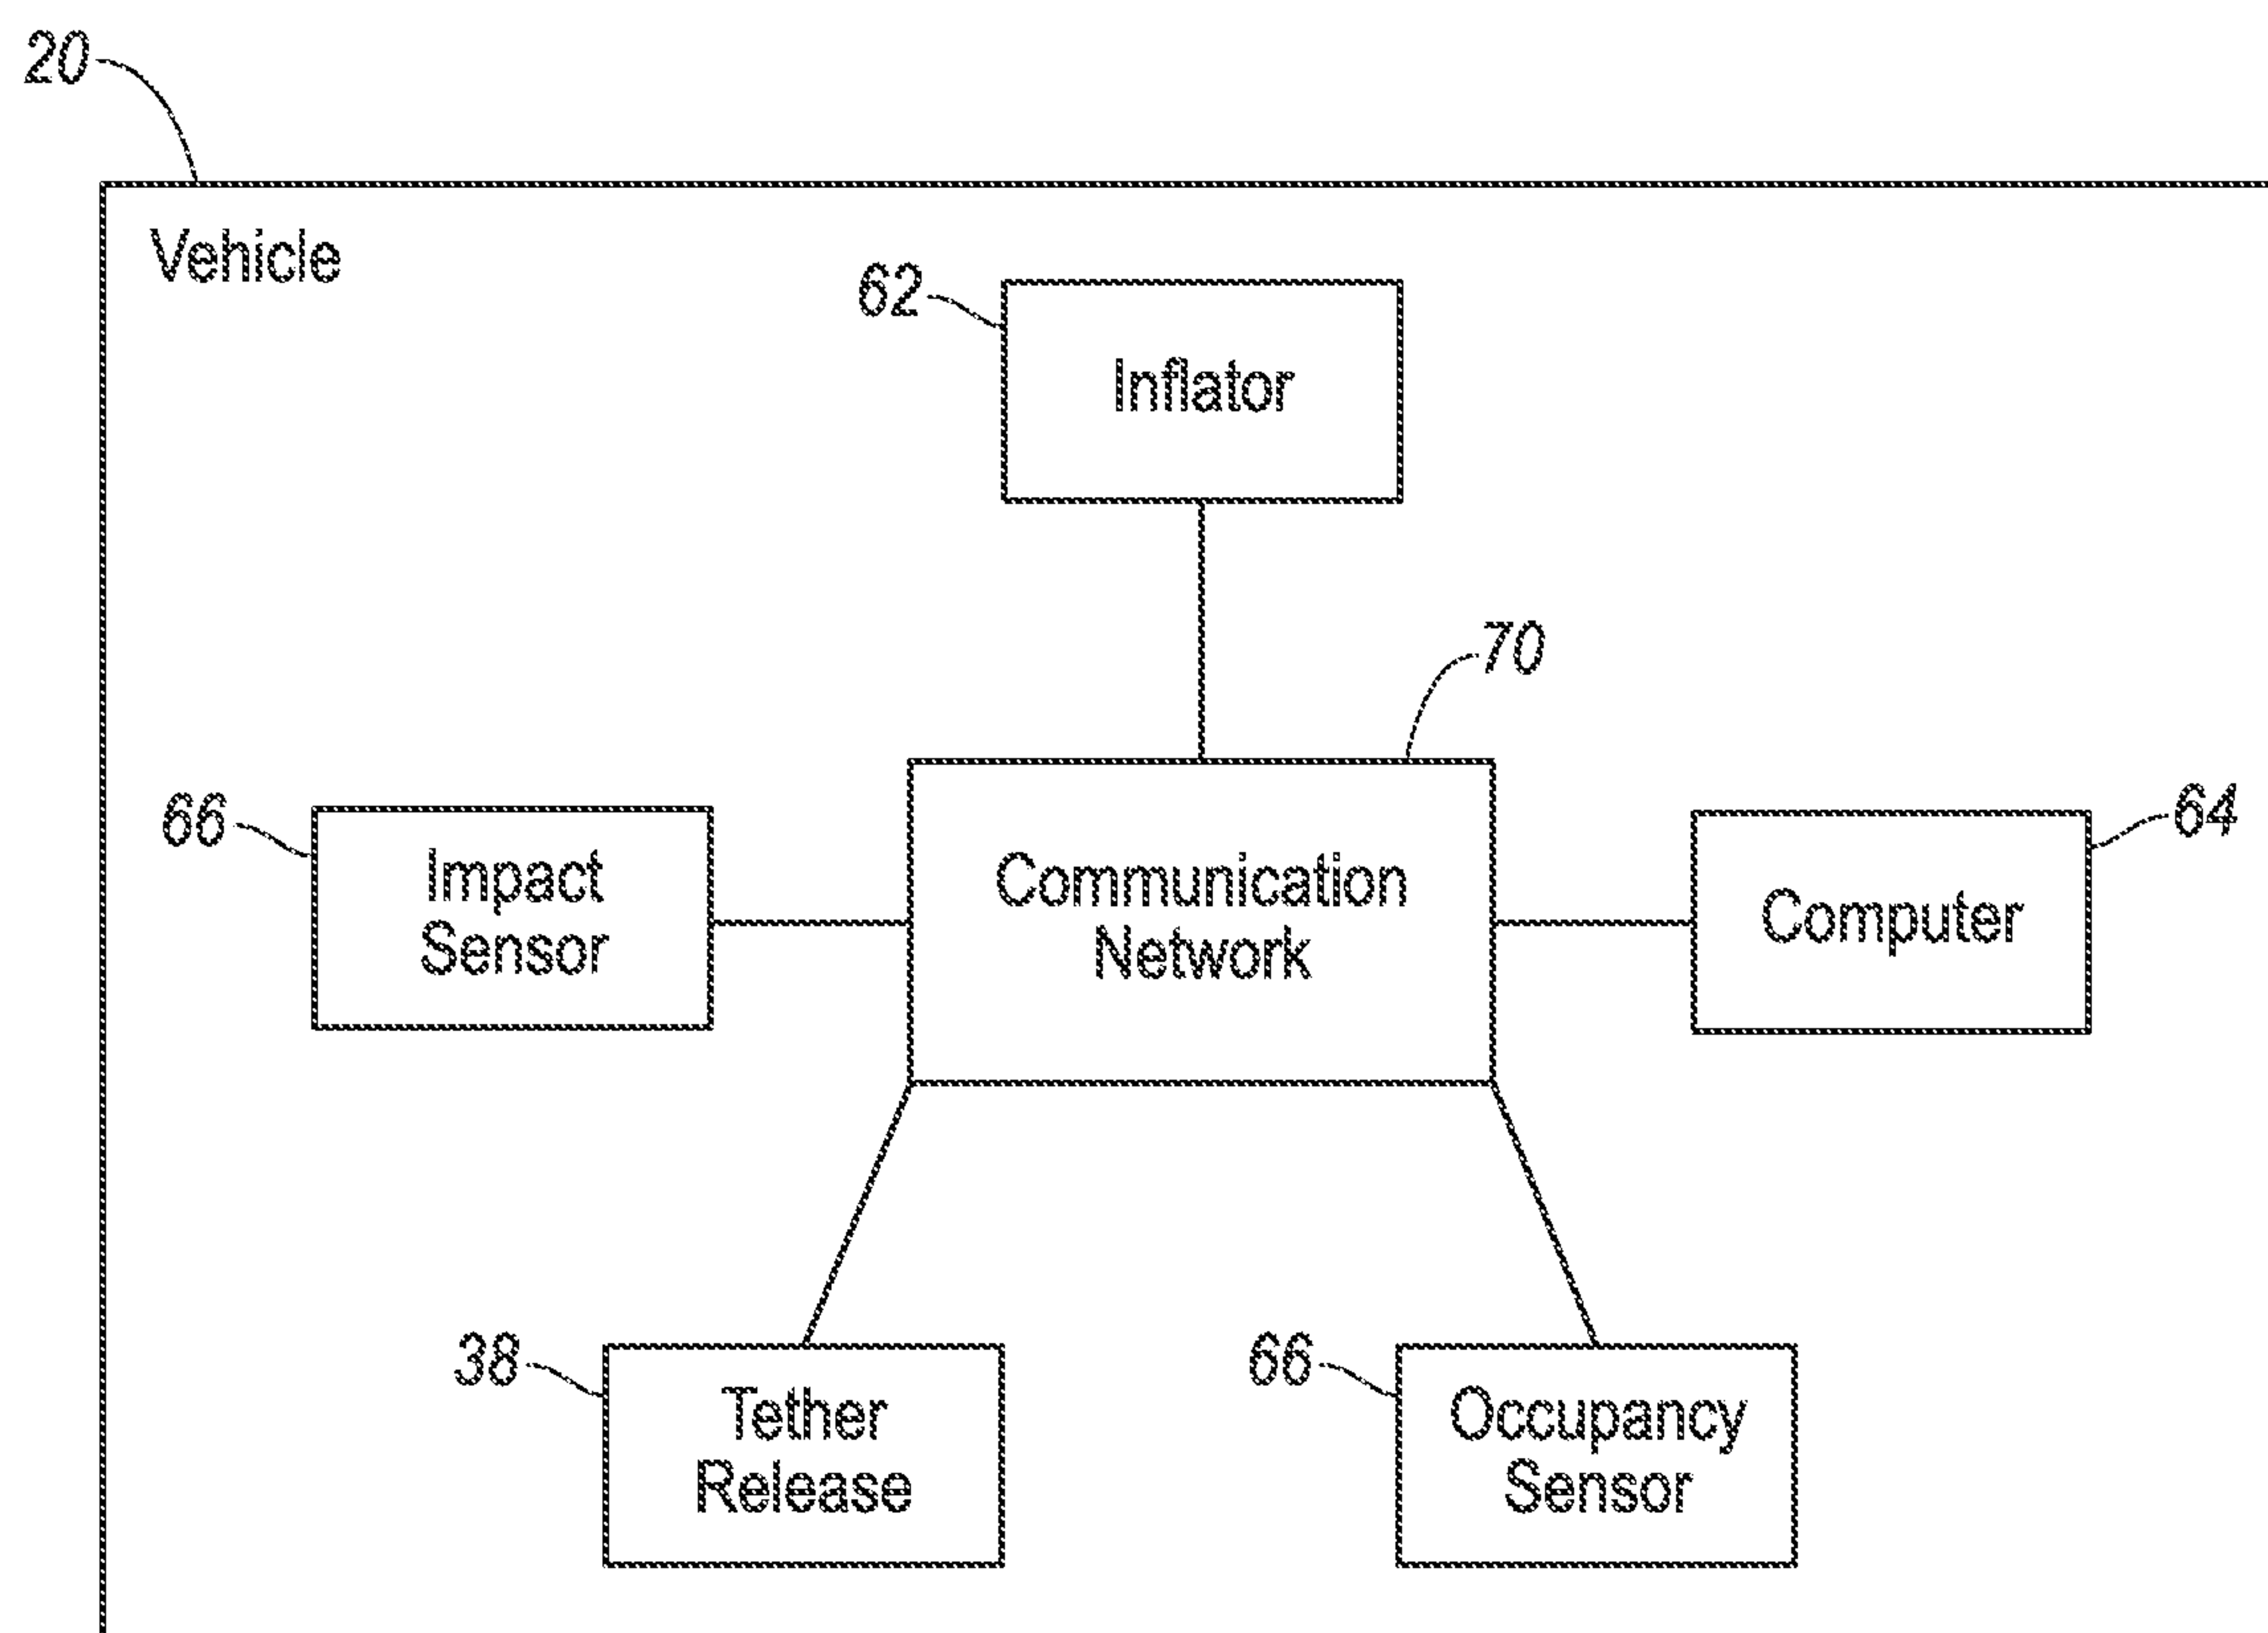 20
Vehicle
62
Inflator
70
66
Impact
Sensor
Communication
Network
64
Computer
38
Tether
Release
66
Occupancy
Sensor